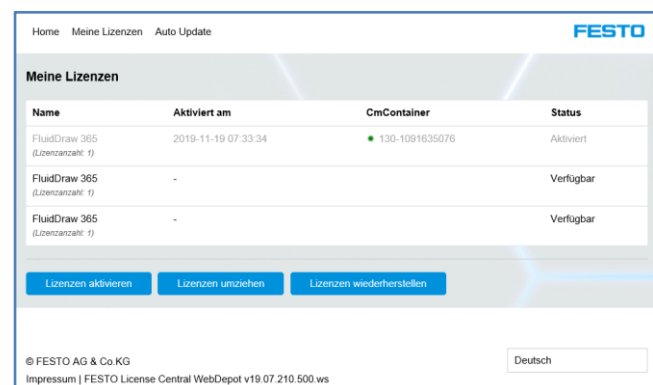 Home Meine Lizenzen Auto Update FESTO
Meine Lizenzen
Name Aktiviert am CmContainer Status
FluidDraw 365 2019-11-19 07:33:34 130-1091635076 Aktiviert
(Lizenzanzahl: 1)
FluidDraw 365 - Verfügbar
(Lizenzanzahl: 1)
FluidDraw 365 - Verfügbar
(Lizenzanzahl: 1)
Lizenzen aktivieren Lizenzen umziehen Lizenzen wiederherstellen
© FESTO AG & Co.KG Deutsch
Impressum | FESTO License Central WebDepot v19.07.210.500.ws